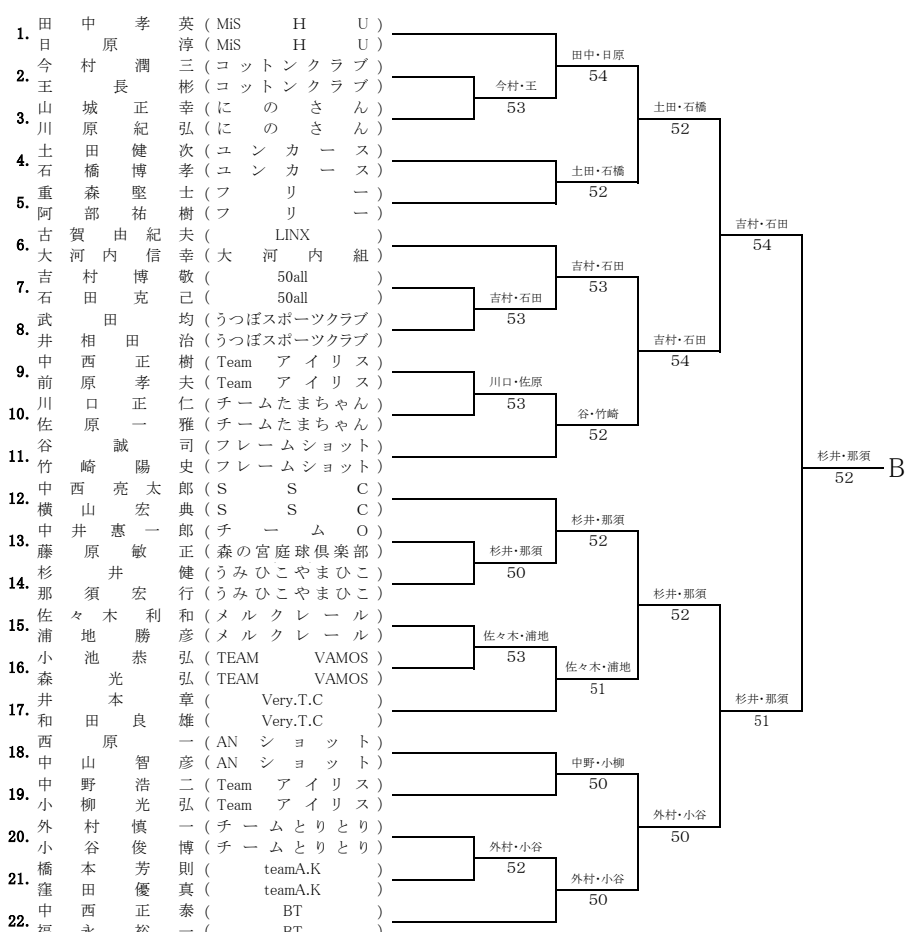 1. 田中孝英 (MiS H U)
日原淳 (MiS H U)
2. 今村潤三 (コットンクラブ)
王長彬 (コットンクラブ)
3. 山城正幸 (にのさん)
川原紀弘 (にのさん)
4. 土田健次 (ユンカース)
石橋博孝 (ユンカース)
5. 重森堅士 (フリー)
阿部祐樹 (フリー)
6. 古賀由紀夫 (LINX)
大河内信幸 (大河内組)
7. 吉村博敬 (50all)
石田克己 (50all)
8. 武田均 (うつぼスポーツクラブ)
井相田治 (うつぼスポーツクラブ)
9. 中西正樹 (Team アイリス)
前原孝夫 (Team アイリス)
10. 川口正仁 (チームたまちゃん)
佐原一雅 (チームたまちゃん)
11. 谷誠司 (フレームショット)
竹崎陽史 (フレームショット)
12. 中西亮太郎 (S S C)
横山宏典 (S S C)
13. 中井惠一郎 (チームO)
藤原敏正 (森の宮庭球倶楽部)
14. 杉井健 (うみひこやまひこ)
那須宏行 (うみひこやまひこ)
15. 佐々木利和 (メルクレール)
浦地勝彦 (メルクレール)
16. 小池恭弘 (TEAM VAMOS)
森光弘 (TEAM VAMOS)
17. 井本章 (Very.T.C)
和田良雄 (Very.T.C)
18. 西原一 (AN ショット)
中山智彦 (AN ショット)
19. 中野浩二 (Team アイリス)
小柳光弘 (Team アイリス)
20. 外村慎一 (チームとりとり)
小谷俊博 (チームとりとり)
21. 橋本芳則 (teamA.K)
窪田優真 (teamA.K)
22. 中西正泰 (BT)
福永裕一 (BT)
今村・王
53
吉村・石田
53
川口・佐原
53
杉井・那須
50
佐々木・浦地
53
外村・小谷
52
田中・日原
54
土田・石橋
52
吉村・石田
53
谷・竹崎
52
杉井・那須
52
佐々木・浦地
51
中野・小柳
50
外村・小谷
50
土田・石橋
52
吉村・石田
54
杉井・那須
52
外村・小谷
50
吉村・石田
54
杉井・那須
51
杉井・那須
52
B